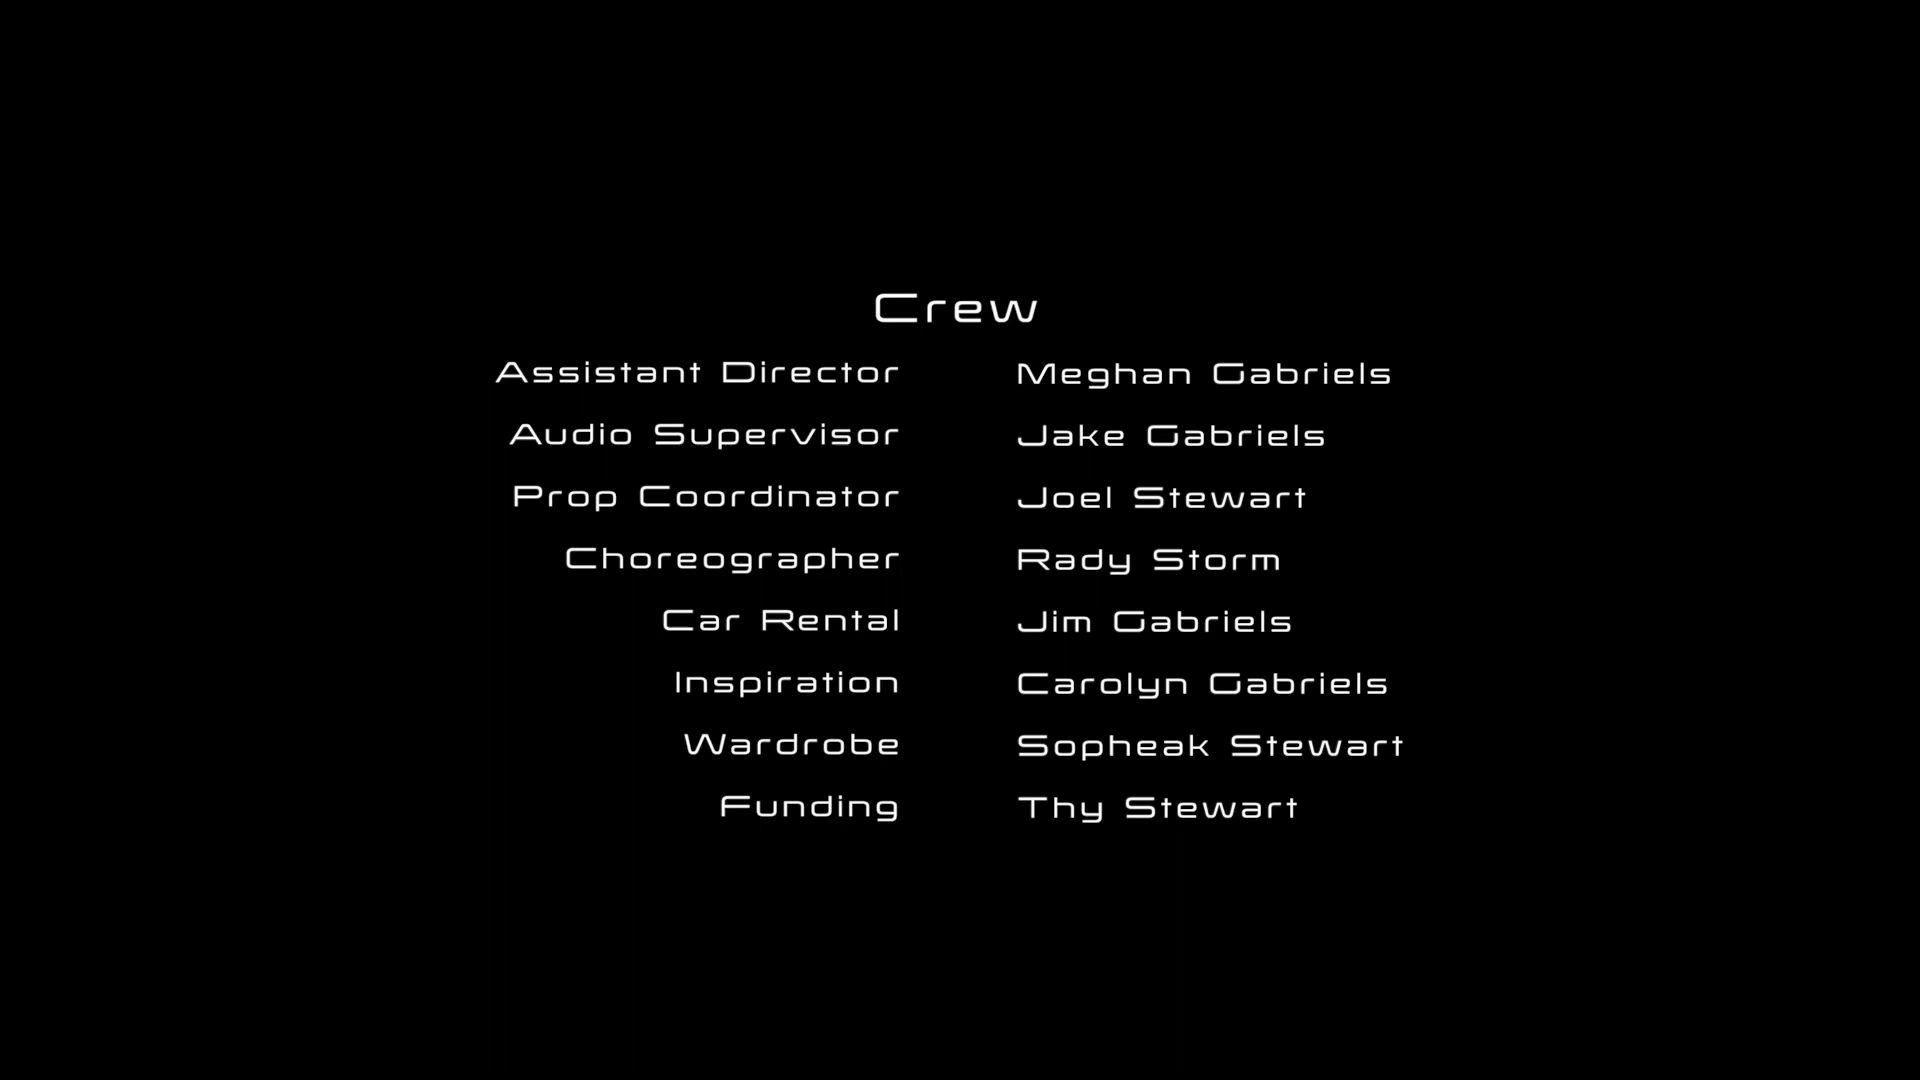 Crew
Assistant Director Meghan Gabriels
Audio Supervisor Jake Gabriels
Prop Coordinator Joel Stewart
Choreographer Rady Storm
Car Rental Jim Gabriels
Inspiration Carolyn Gabriels
Wardrobe Sopheak Stewart
Funding Thy Stewart